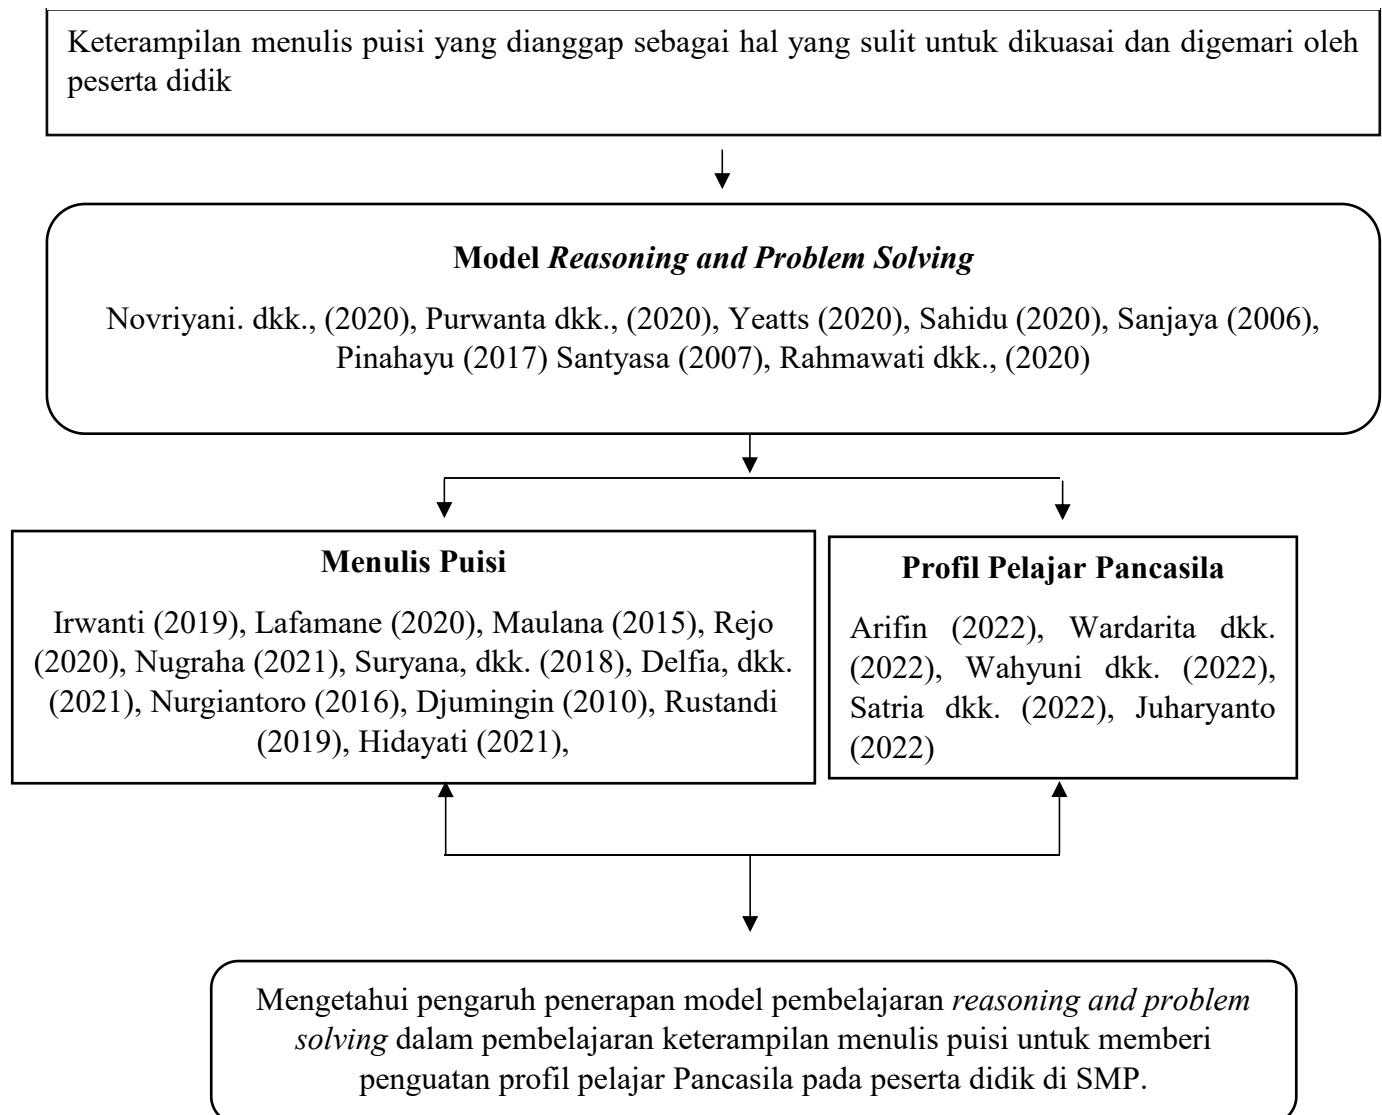 Keterampilan menulis puisi yang dianggap sebagai hal yang sulit untuk dikuasai dan digemari oleh
peserta didik
Model Reasoning and Problem Solving
Novriyani. dkk., (2020), Purwanta dkk., (2020), Yeatts (2020), Sahidu (2020), Sanjaya (2006),
Pinahayu (2017) Santyasa (2007), Rahmawati dkk., (2020)
Menulis Puisi
Irwanti (2019), Lafamane (2020), Maulana (2015), Rejo
(2020), Nugraha (2021), Suryana, dkk. (2018), Delfia, dkk.
(2021), Nurgiantoro (2016), Djumingin (2010), Rustandi
(2019), Hidayati (2021),
Profil Pelajar Pancasila
Arifin (2022), Wardarita dkk.
(2022), Wahyuni dkk. (2022),
Satria dkk. (2022), Juharyanto
(2022)
Mengetahui pengaruh penerapan model pembelajaran reasoning and problem
solving dalam pembelajaran keterampilan menulis puisi untuk memberi
penguatan profil pelajar Pancasila pada peserta didik di SMP.